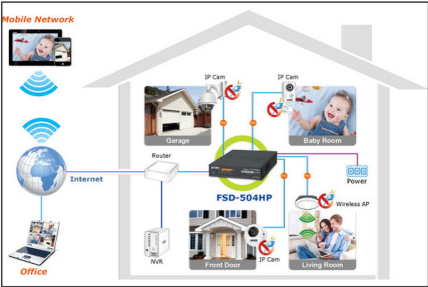 Mobile Network
IP Cam
IP Cam
Garage
Baby Room
Router
Internet
FSD-504HP
Power
Wireless AP
Office
NVR
Front Door
IP Cam
Living Room